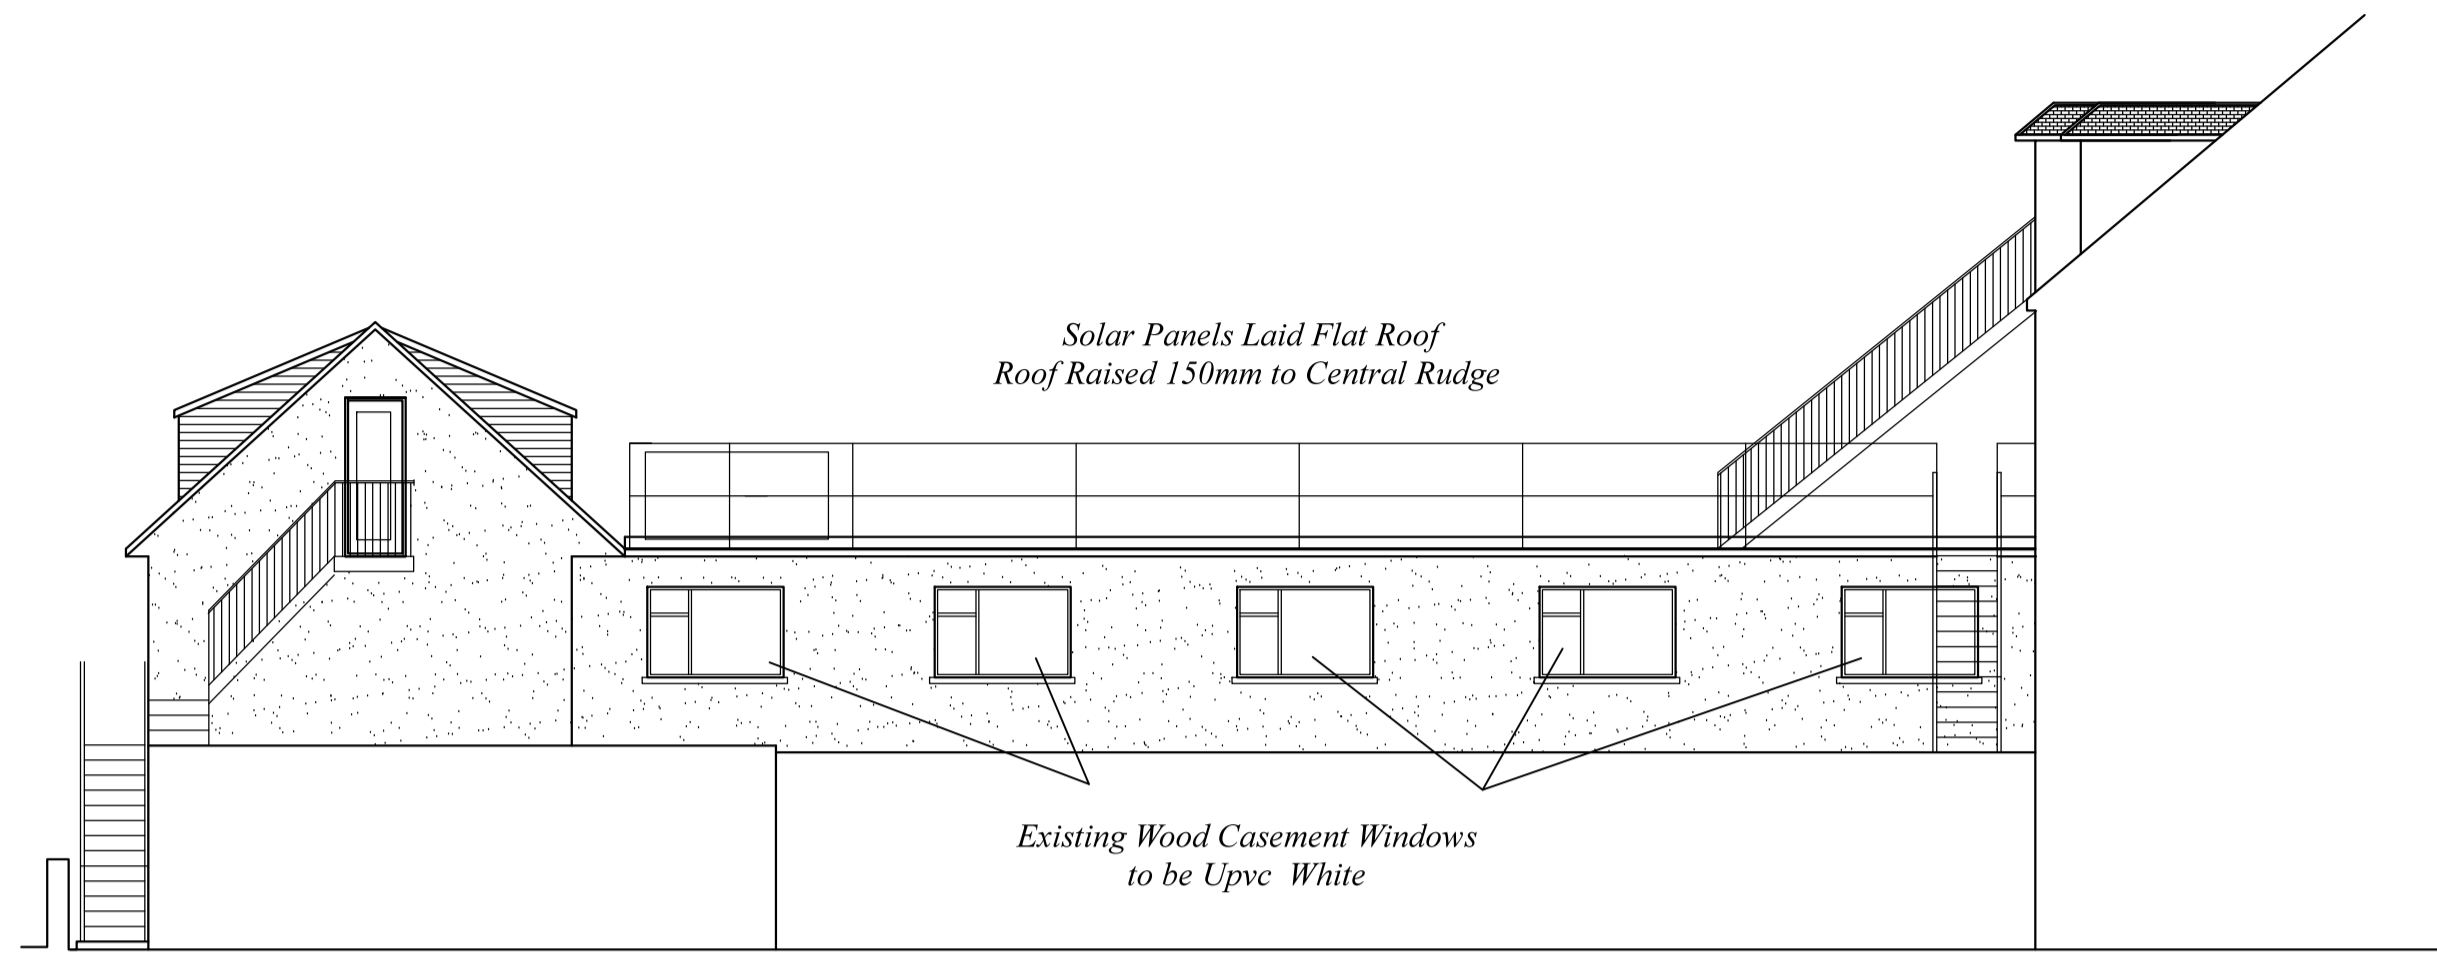 Solar Panels Laid Flat Roof
Roof Raised 150mm to Central Rudge
Existing Wood Casement Windows
to be Upvc  White